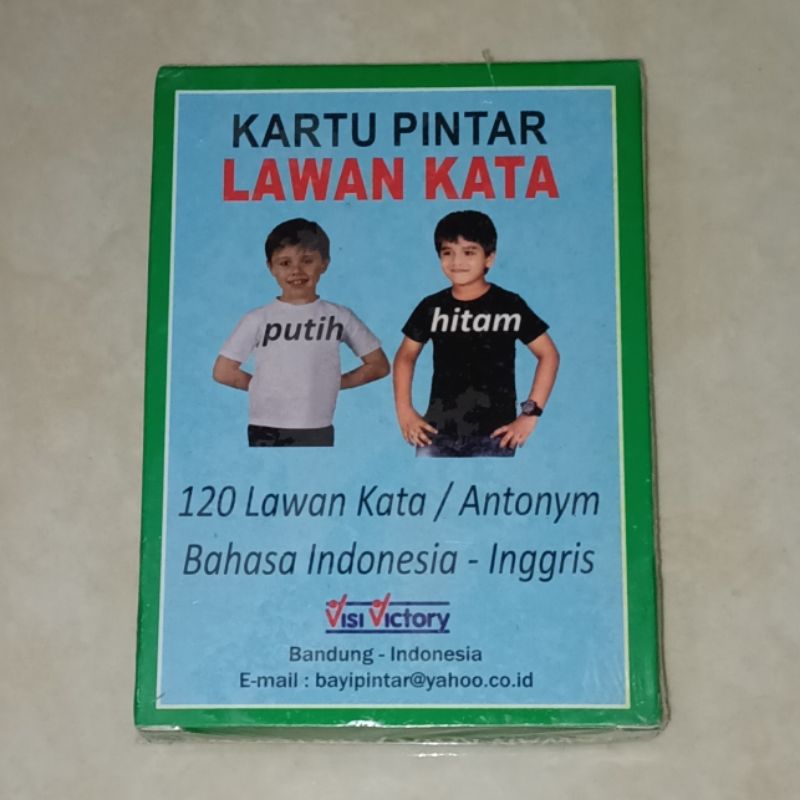 KARTU PINTAR
LAWAN KATA
putih
hitam
120 Lawan Kata / Antonym
Bahasa Indonesia - Inggris
Visi Victory
Bandung - Indonesia
E-mail : bayipintar@yahoo.co.id